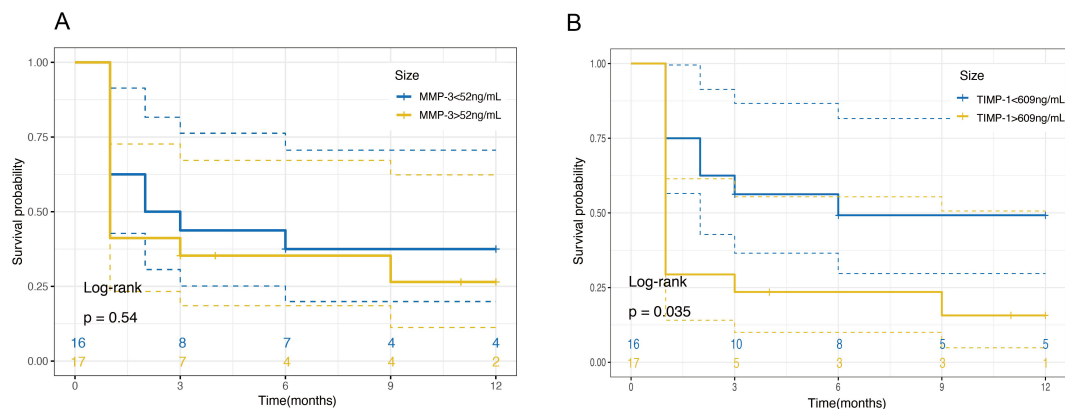 A
1.00
0.75
0.50
0.25
0.00
Survival probability
Size
MMP-3<52ng/mL
MMP-3>52ng/mL
Log-rank
p = 0.54
16 8 7 4 4
17 7 4 4 2
0 3 6 9 12
Time(months)
B
1.00
0.75
0.50
0.25
0.00
Survival probability
Size
TIMP-1<609ng/mL
TIMP-1>609ng/mL
Log-rank
p = 0.035
16 10 8 5 5
17 5 3 3 1
0 3 6 9 12
Time(months)